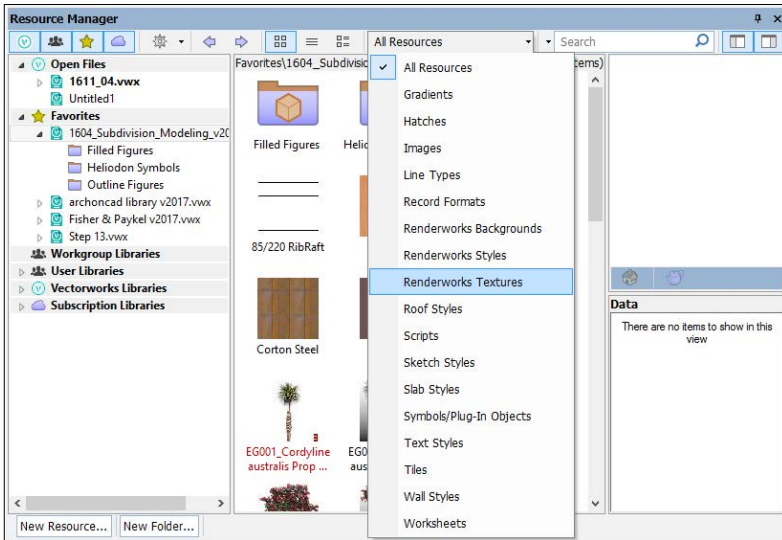 Resource Manager
All Resources
Search
Open Files
1611_04.vwx
Untitled1
Favorites
1604_Subdivision_Modeling_v20
Filled Figures
Heliodon Symbols
Outline Figures
archoncad library v2017.vwx
Fisher & Paykel v2017.vwx
Step 13.vwx
Workgroup Libraries
User Libraries
Vectorworks Libraries
Subscription Libraries
New Resource...
New Folder...
Favorites\1604_Subdivisio
tems)
Filled Figures
Helio
85/220 RibRaft
Corton Steel
EG001_Cordyline
australis Prop ...
EG0
aus
All Resources
Gradients
Hatches
Images
Line Types
Record Formats
Renderworks Backgrounds
Renderworks Styles
Renderworks Textures
Roof Styles
Scripts
Sketch Styles
Slab Styles
Symbols/Plug-In Objects
Text Styles
Tiles
Wall Styles
Worksheets
Data
There are no items to show in this
view